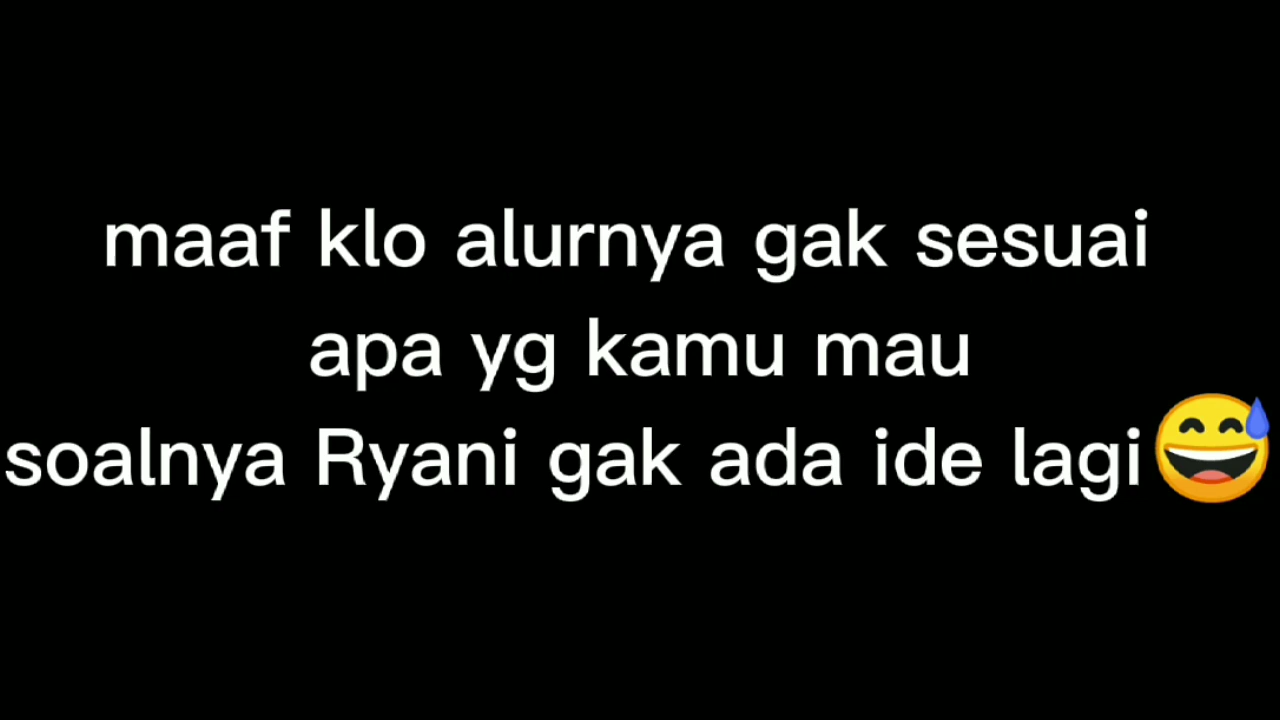 maaf klo alurnya gak sesuai
apa yg kamu mau
soalnya Ryani gak ada ide lagi😅